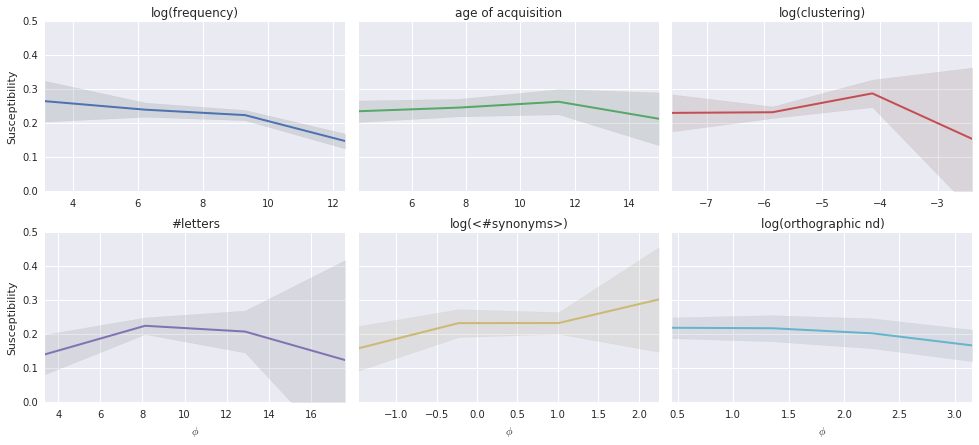 log(frequency)
age of acquisition
log(clustering)
Susceptibility
0.5
0.4
0.3
0.2
0.1
0.0
4 6 8 10 12
6 8 10 12 14
−7 −6 −5 −4 −3
#letters
log(<#synonyms>)
log(orthographic nd)
Susceptibility
0.5
0.4
0.3
0.2
0.1
0.0
4 6 8 10 12 14 16
−1.0 −0.5 0.0 0.5 1.0 1.5 2.0
0.5 1.0 1.5 2.0 2.5 3.0
ϕ
ϕ
ϕ